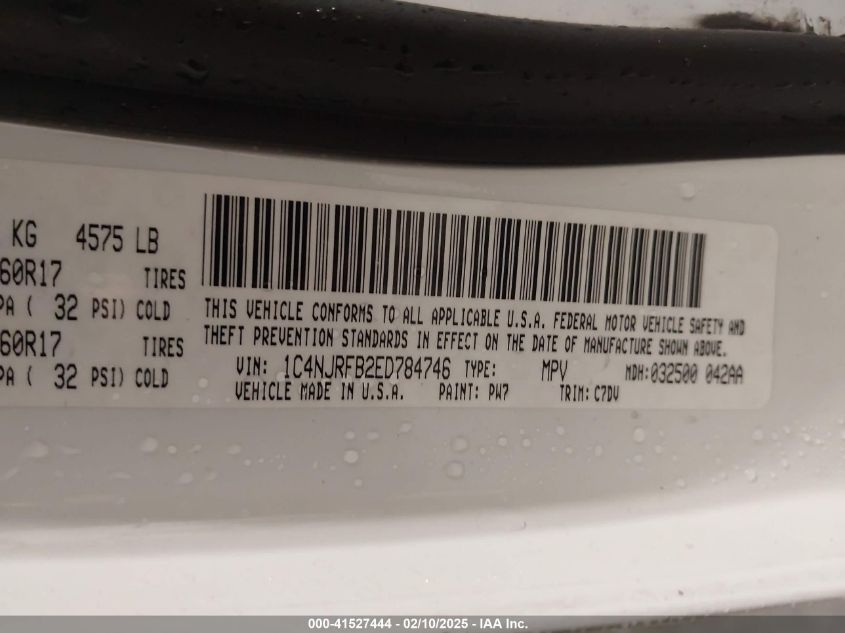 KG 4575 LB
60R17 TIRES
PA ( 32 PSI) COLD
60R17 TIRES
PA ( 32 PSI) COLD
THIS VEHICLE CONFORMS TO ALL APPLICABLE U.S.A. FEDERAL MOTOR VEHICLE SAFETY AND
THEFT PREVENTION STANDARDS IN EFFECT ON THE DATE OF MANUFACTURE SHOWN ABOVE.
VIN: 1C4NJRFB2ED784746 TYPE: MPV MDH:032500 042AA
VEHICLE MADE IN U.S.A. PAINT: PW7 TRIM: C7DV
000-41527444 — 02/10/2025 - IAA Inc.